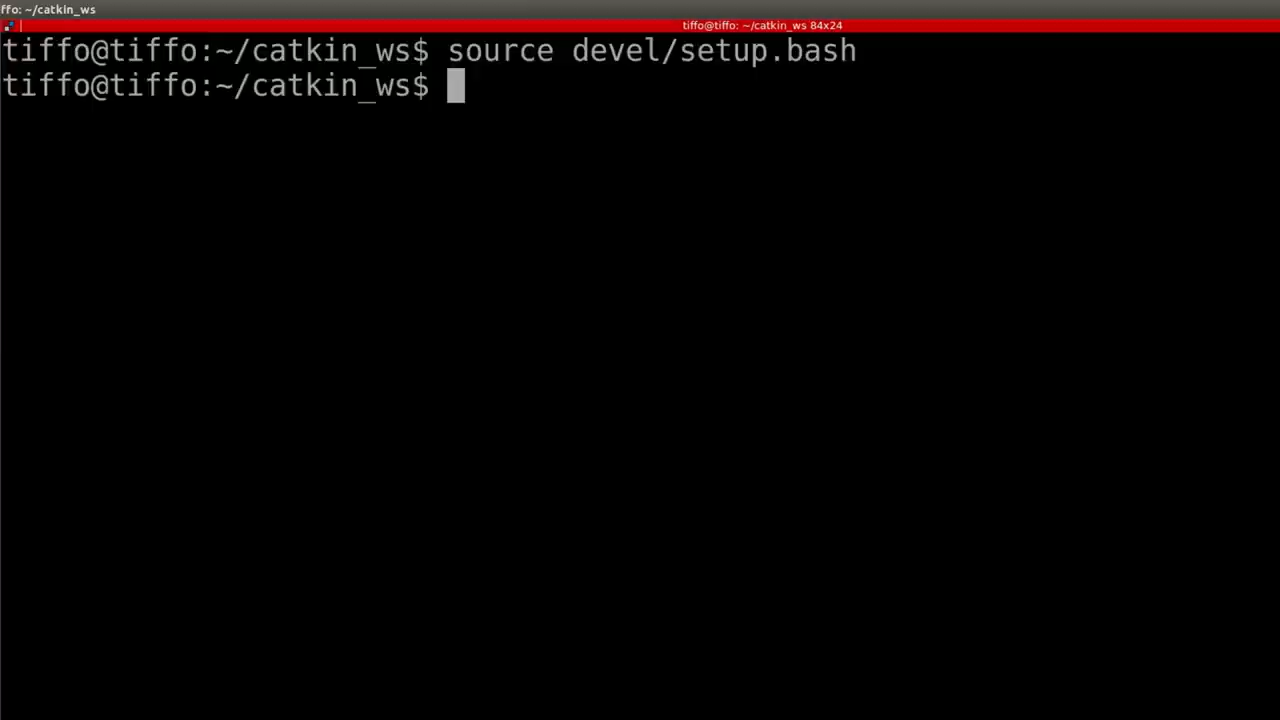 ffo: ~/catkin_ws
tiffo@tiffo: ~/catkin_ws 84x24
tiffo@tiffo:~/catkin_ws$ source devel/setup.bash
tiffo@tiffo:~/catkin_ws$